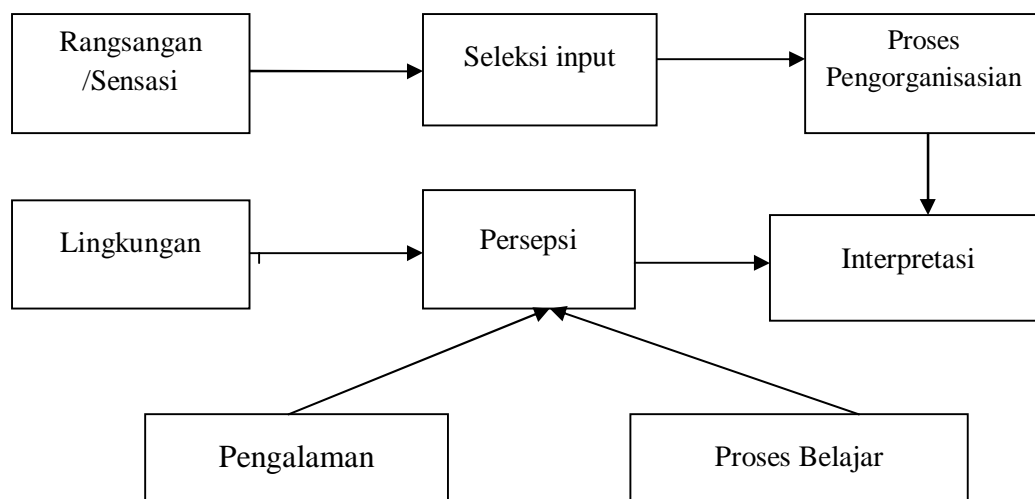 Rangsangan
/Sensasi
Seleksi input
Proses
Pengorganisasian
Lingkungan
Persepsi
Interpretasi
Pengalaman
Proses Belajar